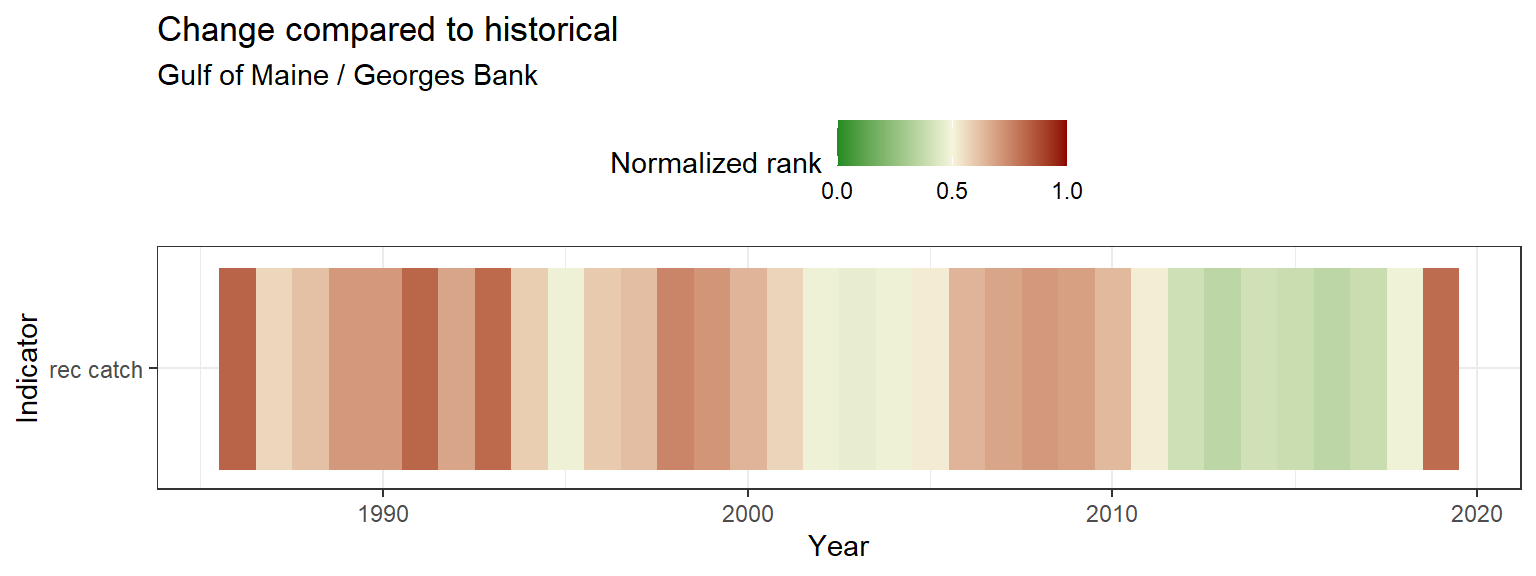 Change compared to historical
Gulf of Maine / Georges Bank
Normalized rank
0.0 0.5 1.0
Indicator
rec catch
1990 2000 2010 2020
Year